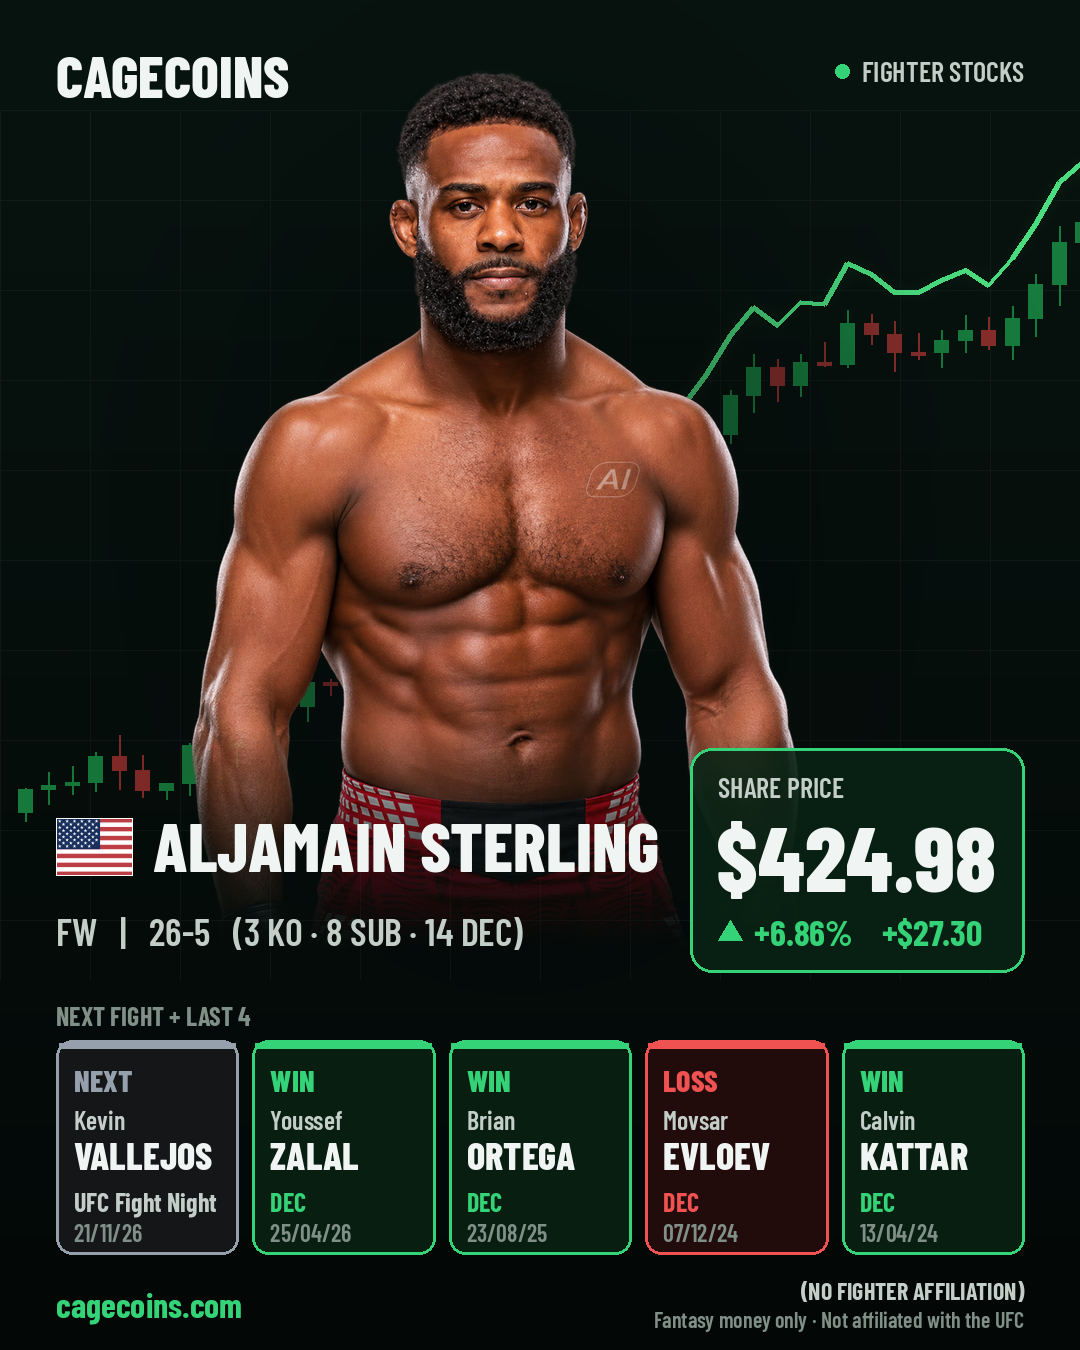 CAGECOINS
FIGHTER STOCKS
AI
SHARE PRICE
$424.98
+6.86% +$27.30
ALJAMAIN STERLING
FW | 26-5 (3 KO · 8 SUB · 14 DEC)
NEXT FIGHT + LAST 4
NEXT
Kevin
VALLEJOS
UFC Fight Night
21/11/26
WIN
Youssef
ZALAL
DEC
25/04/26
WIN
Brian
ORTEGA
DEC
23/08/25
LOSS
Movsar
EVLOEV
DEC
07/12/24
WIN
Calvin
KATTAR
DEC
13/04/24
cagecoins.com
(NO FIGHTER AFFILIATION)
Fantasy money only · Not affiliated with the UFC